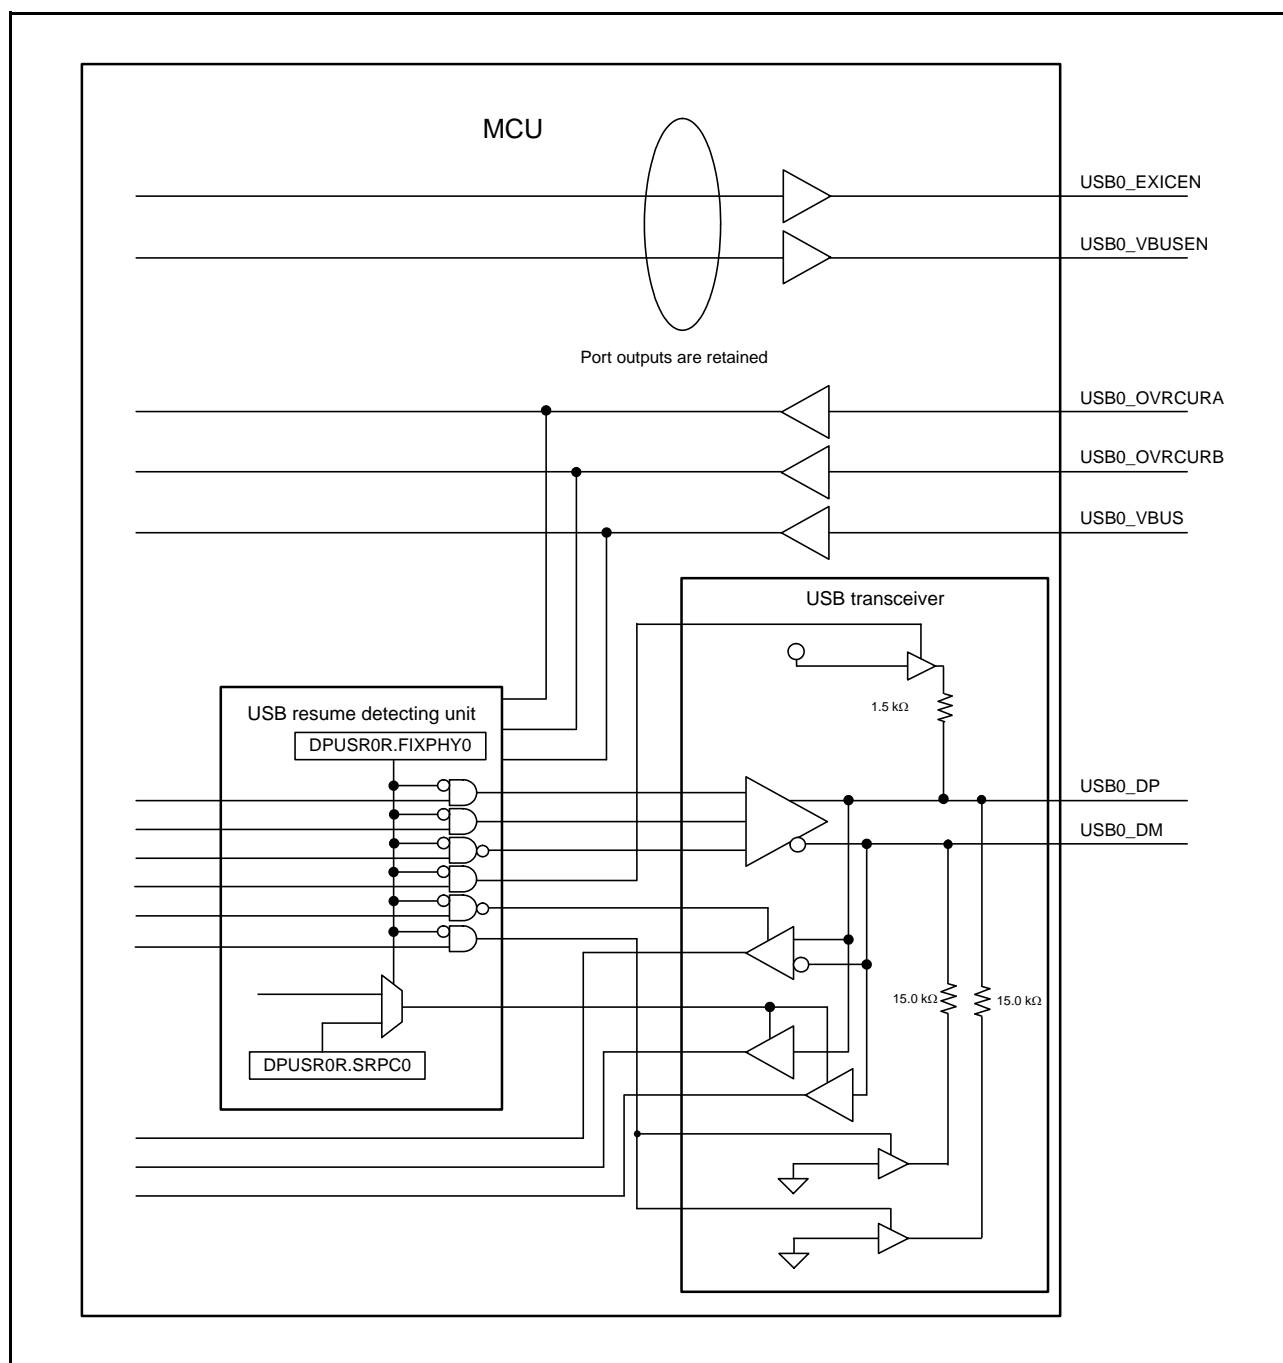 MCU
USB0_EXICEN
USB0_VBUSEN
Port outputs are retained
USB0_OVRCURA
USB0_OVRCURB
USB0_VBUS
USB transceiver
1.5 kΩ
USB resume detecting unit
DPUSR0R.FIXPHY0
USB0_DP
USB0_DM
15.0 kΩ
15.0 kΩ
DPUSR0R.SRPC0